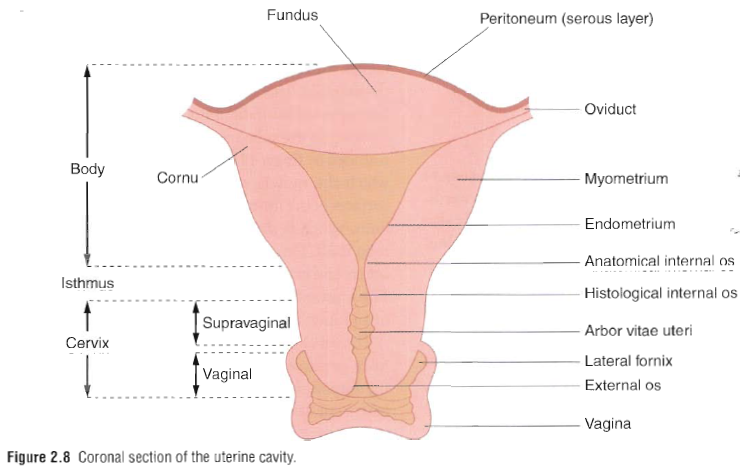 Fundus
Peritoneum (serous layer)
Oviduct
Body
Cornu
Myometrium
Endometrium
Anatomical internal os
Isthmus
Histological internal os
Supravaginal
Arbor vitae uteri
Cervix
Lateral fornix
Vaginal
External os
Vagina
Figure 2.8 Coronal section of the uterine cavity.